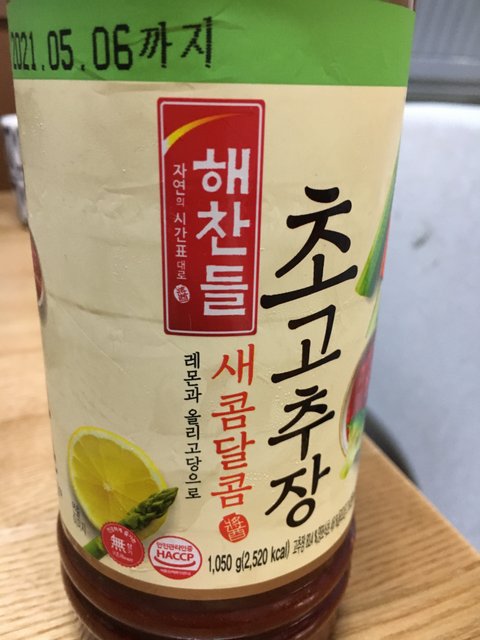 2021.05.06까지
해찬들
자연의 시간표대로
초고추장
새콤달콤
레몬과 올리고당으로
無
HACCP
1,050 g(2,520 kcal)